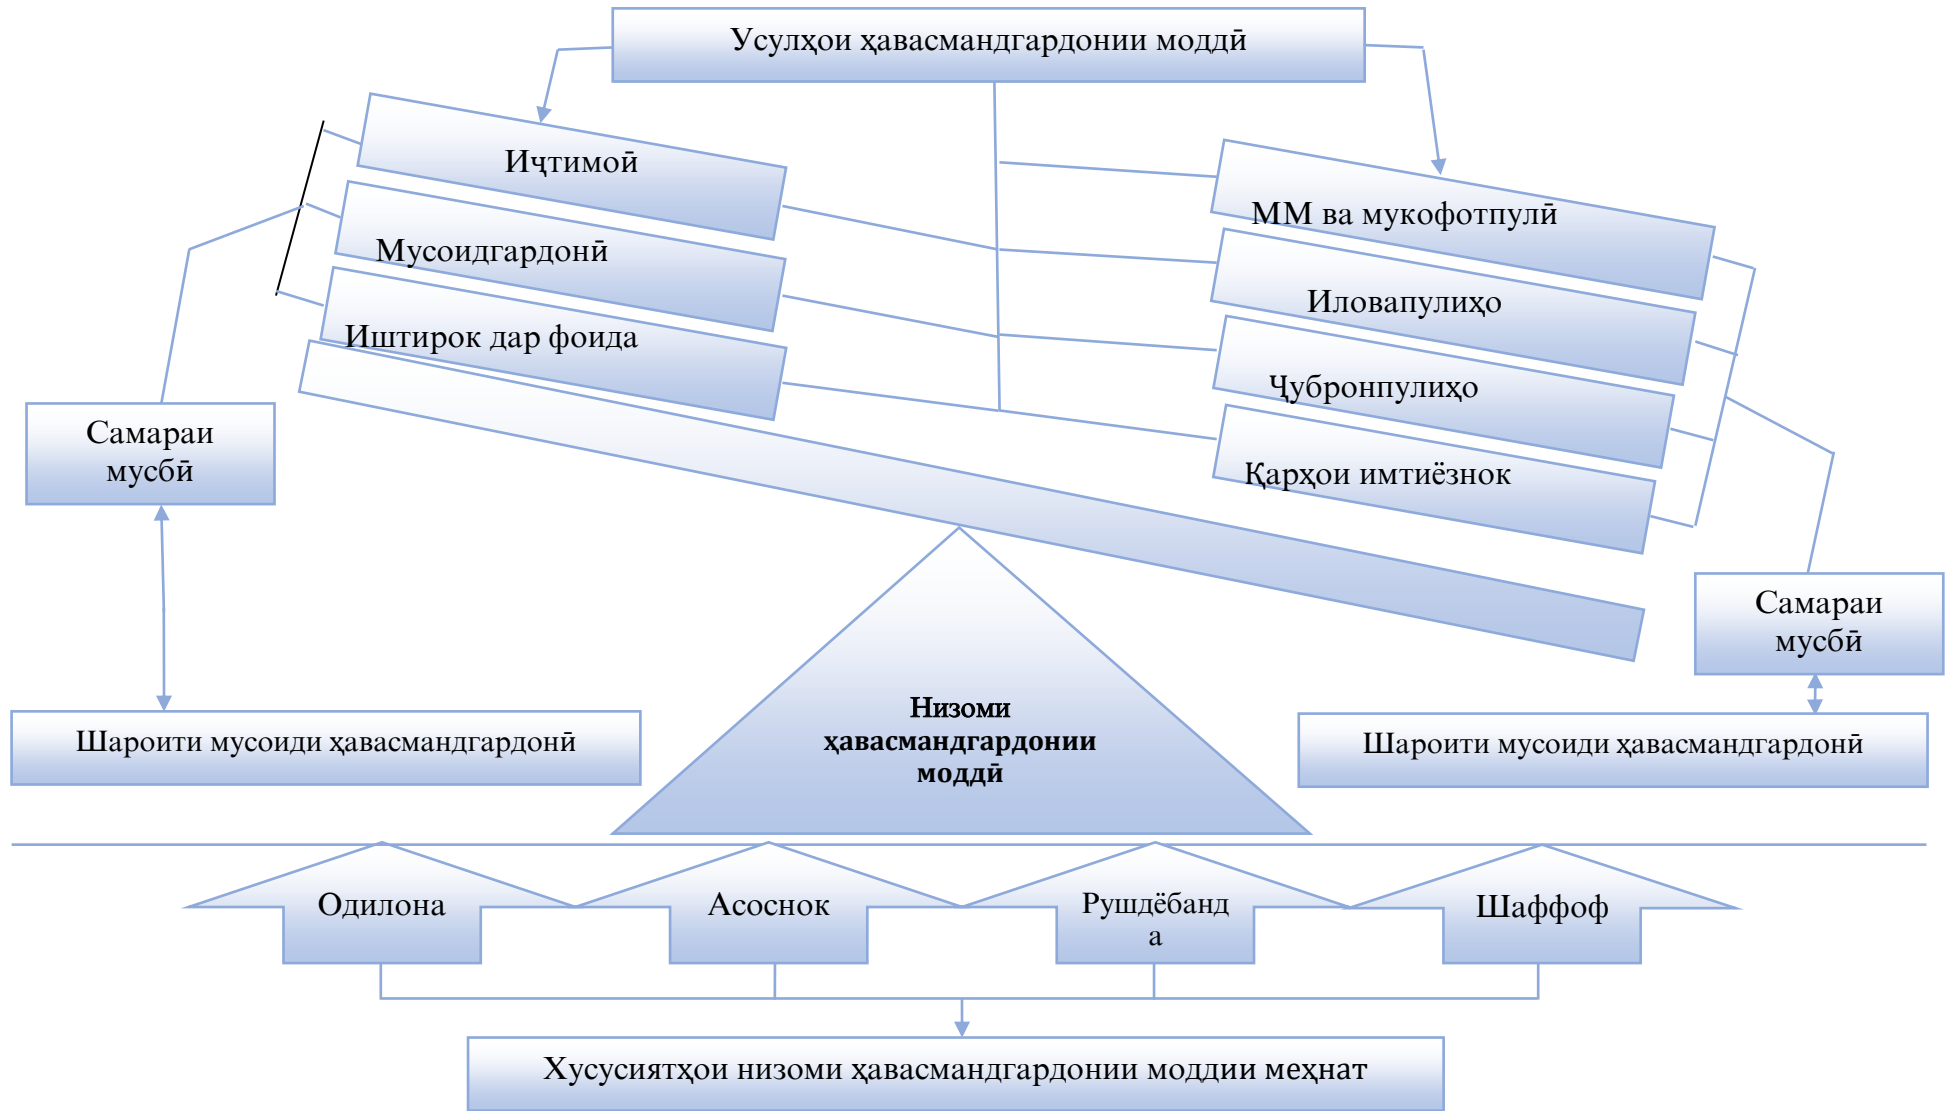 Усулҳои ҳавасмандгардонии моддӣ
Иҷтимоӣ
Мусоидгардонӣ
Иштирок дар фоида
ММ ва мукофотпулӣ
Иловапулиҳо
Ҷубронпулиҳо
Қарҳои имтиёзнок
Самараи
мусбӣ
Самараи
мусбӣ
Шароити мусоиди ҳавасмандгардонӣ
Низоми
ҳавасмандгардонии
моддӣ
Шароити мусоиди ҳавасмандгардонӣ
Одилона
Асоснок
Рушдёбанд
а
Шаффоф
Хусусиятҳои низоми ҳавасмандгардонии моддии меҳнат